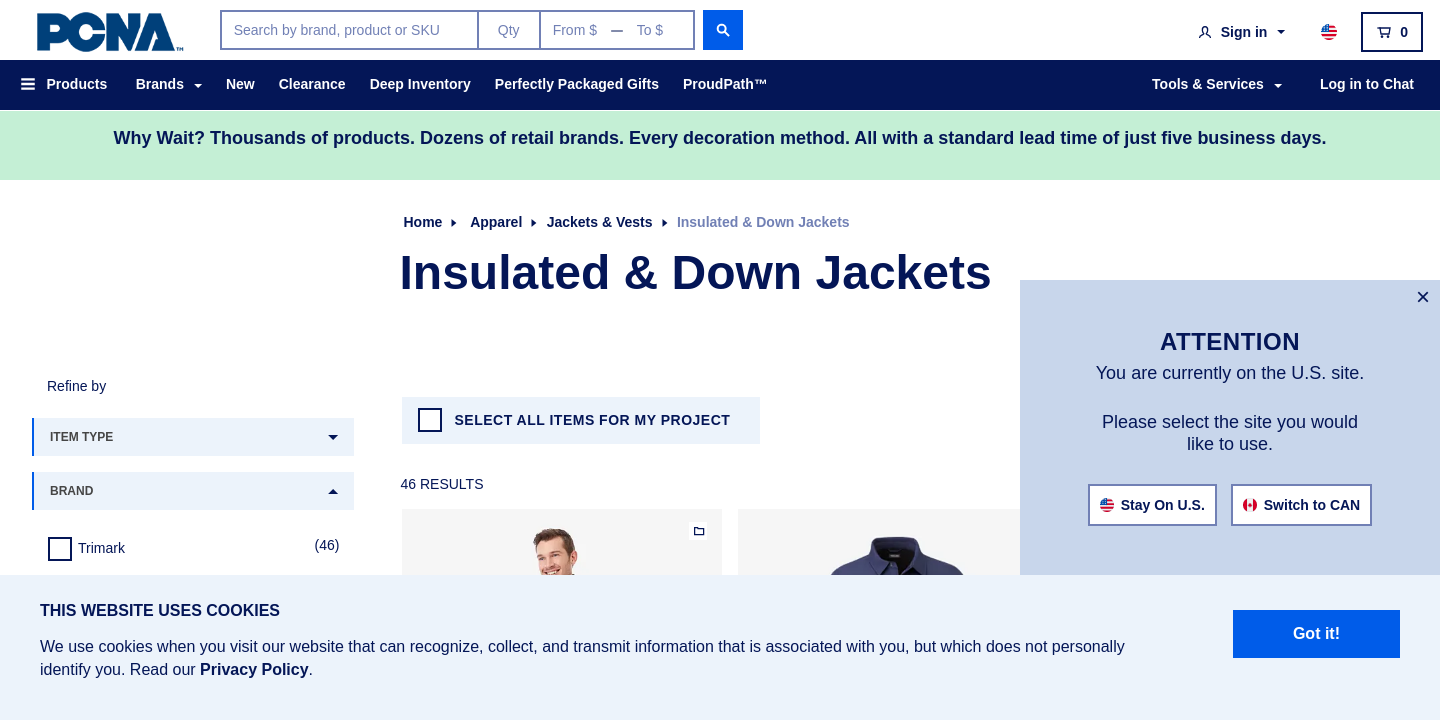 PCNA™
Search by brand, product or SKU
Qty
From $ — To $
Sign in
0
Products
Brands
New
Clearance
Deep Inventory
Perfectly Packaged Gifts
ProudPath™
Tools & Services
Log in to Chat
Why Wait? Thousands of products. Dozens of retail brands. Every decoration method. All with a standard lead time of just five business days.
Home
Apparel
Jackets & Vests
Insulated & Down Jackets
Insulated & Down Jackets
ATTENTION
You are currently on the U.S. site.
Please select the site you would
like to use.
Stay On U.S.
Switch to CAN
Refine by
ITEM TYPE
BRAND
Trimark
(46)
SELECT ALL ITEMS FOR MY PROJECT
46 RESULTS
THIS WEBSITE USES COOKIES
We use cookies when you visit our website that can recognize, collect, and transmit information that is associated with you, but which does not personally
identify you. Read our Privacy Policy.
Got it!